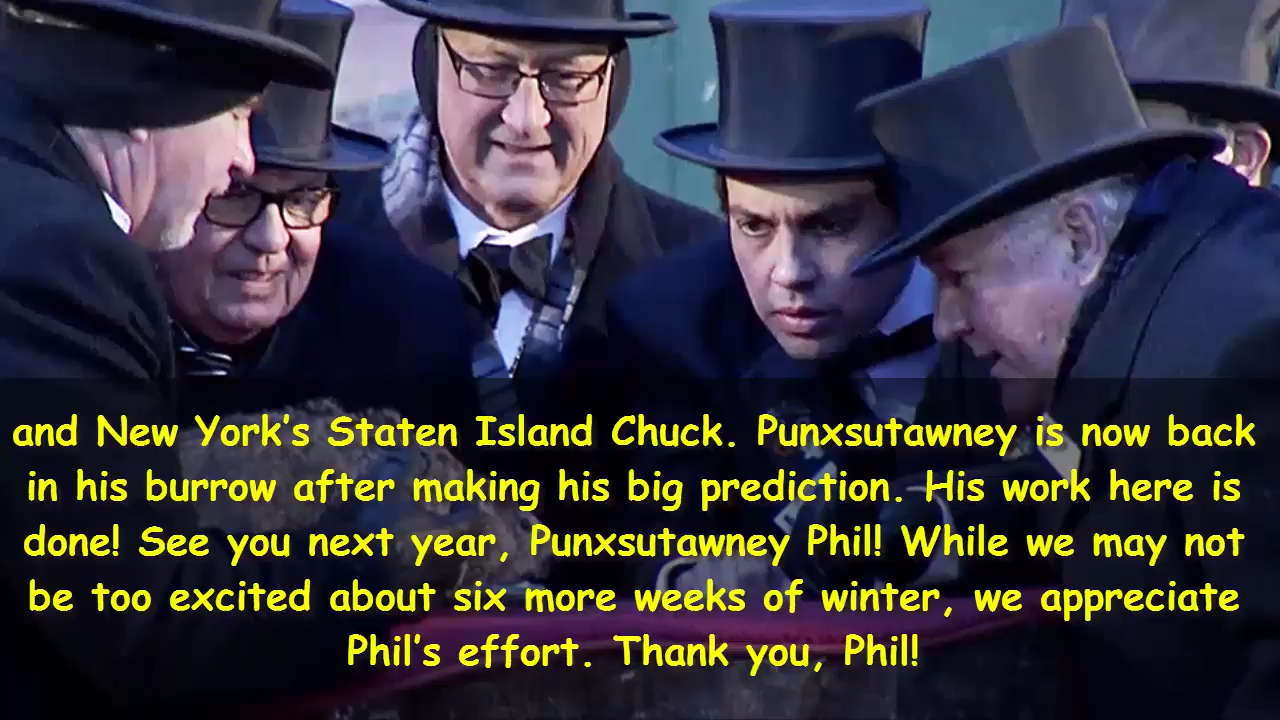 and New York's Staten Island Chuck. Punxsutawney is now back
in his burrow after making his big prediction. His work here is
done! See you next year, Punxsutawney Phil! While we may not
be too excited about six more weeks of winter, we appreciate
Phil's effort. Thank you, Phil!